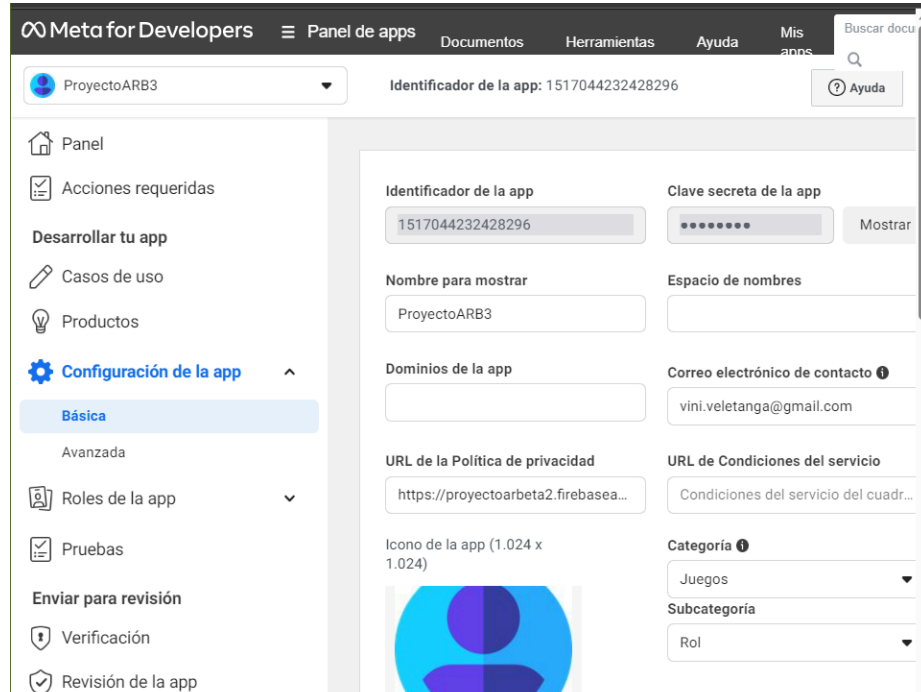 Meta for Developers
Panel de apps
Documentos
Herramientas
Ayuda
Mis
apps
Buscar docu
ProyectoARB3
Identificador de la app: 1517044232428296
Ayuda
Panel
Acciones requeridas
Desarrollar tu app
Casos de uso
Productos
Configuración de la app
Básica
Avanzada
Roles de la app
Pruebas
Enviar para revisión
Verificación
Revisión de la app
Identificador de la app
1517044232428296
Clave secreta de la app
••••••••
Mostrar
Nombre para mostrar
ProyectoARB3
Espacio de nombres
Dominios de la app
Correo electrónico de contacto
vini.veletanga@gmail.com
URL de la Política de privacidad
https://proyectoarbeta2.firebasea...
URL de Condiciones del servicio
Condiciones del servicio del cuadr...
Icono de la app (1.024 x
1.024)
Categoría
Juegos
Subcategoría
Rol